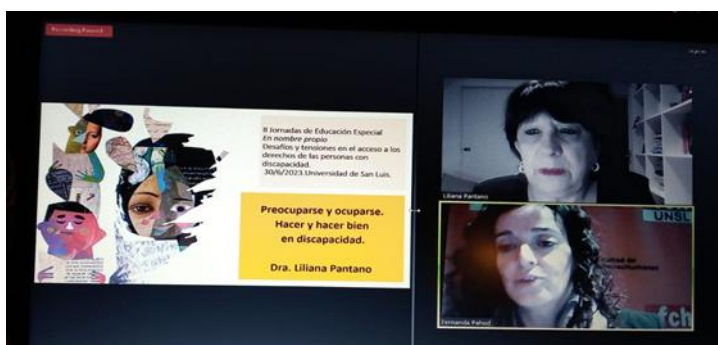 Recording Paused
II Jornadas de Educación Especial
En nombre propio
Desafíos y tensiones en el acceso a los
derechos de las personas con
discapacidad.
30/6/2023.Universidad de San Luis.
Preocuparse y ocuparse.
Hacer y hacer bien
en discapacidad.
Dra. Liliana Pantano
Liliana Pantano
UNSL
fch
Fernanda Pahud